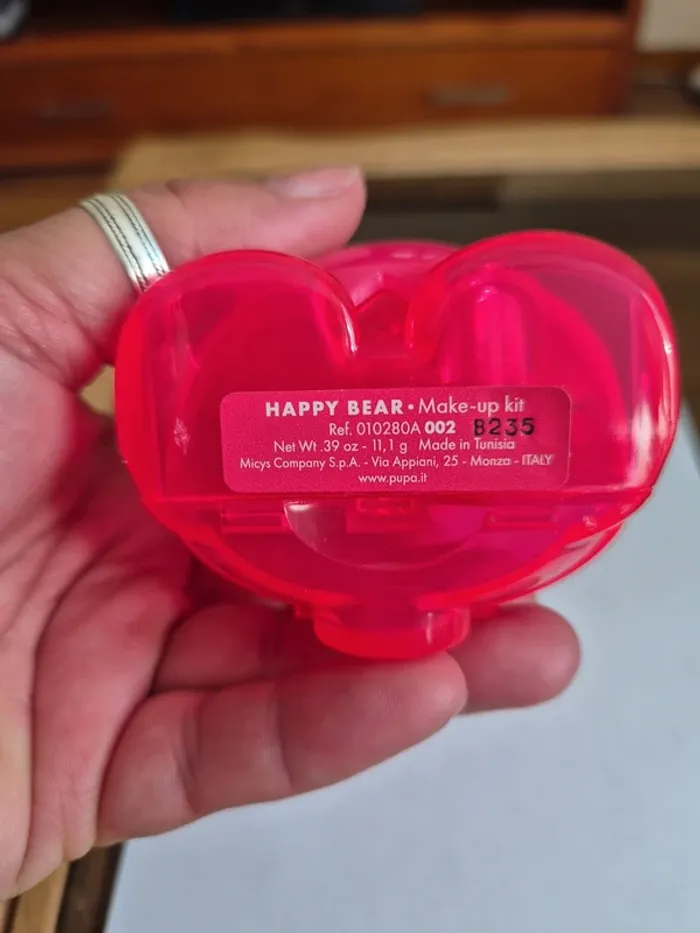 HAPPY BEAR • Make-up kit
Ref. 010280A 002 B235
Net Wt .39 oz - 11,1 g Made in Tunisia
Micys Company S.p.A. - Via Appiani, 25 - Monza - ITALY
www.pupa.it